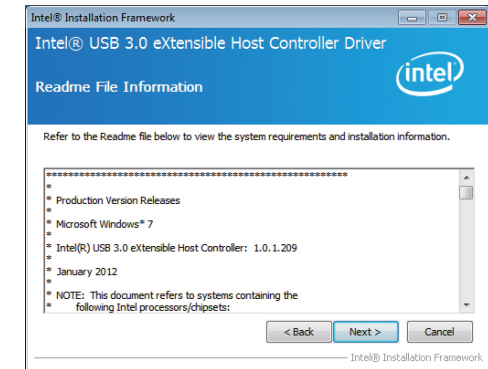 Intel® Installation Framework
Intel® USB 3.0 eXtensible Host Controller Driver
Readme File Information
intel
Refer to the Readme file below to view the system requirements and installation information.
*******************************************************
*
* Production Version Releases
*
* Microsoft Windows* 7
*
* Intel(R) USB 3.0 eXtensible Host Controller: 1.0.1.209
*
* January 2012
*
* NOTE: This document refers to systems containing the
* following Intel processors/chipsets:
< Back Next > Cancel
Intel® Installation Framework